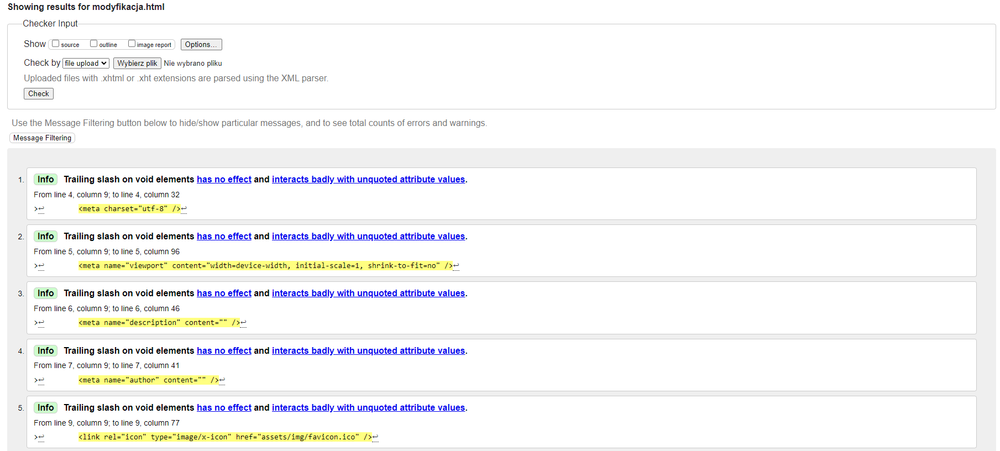 Showing results for modyfikacja.html
Checker Input
Show source outline image report Options...
Check by file upload Wybierz plik Nie wybrano pliku
Uploaded files with .xhtml or .xht extensions are parsed using the XML parser.
Check
Use the Message Filtering button below to hide/show particular messages, and to see total counts of errors and warnings.
Message Filtering
1. Info Trailing slash on void elements has no effect and interacts badly with unquoted attribute values.
From line 4, column 9; to line 4, column 32
>↩ <meta charset="utf-8" />↩
2. Info Trailing slash on void elements has no effect and interacts badly with unquoted attribute values.
From line 5, column 9; to line 5, column 96
>↩ <meta name="viewport" content="width=device-width, initial-scale=1, shrink-to-fit=no" />↩
3. Info Trailing slash on void elements has no effect and interacts badly with unquoted attribute values.
From line 6, column 9; to line 6, column 46
>↩ <meta name="description" content="" />↩
4. Info Trailing slash on void elements has no effect and interacts badly with unquoted attribute values.
From line 7, column 9; to line 7, column 41
>↩ <meta name="author" content="" />↩
5. Info Trailing slash on void elements has no effect and interacts badly with unquoted attribute values.
From line 9, column 9; to line 9, column 77
>↩ <link rel="icon" type="image/x-icon" href="assets/img/favicon.ico" />↩